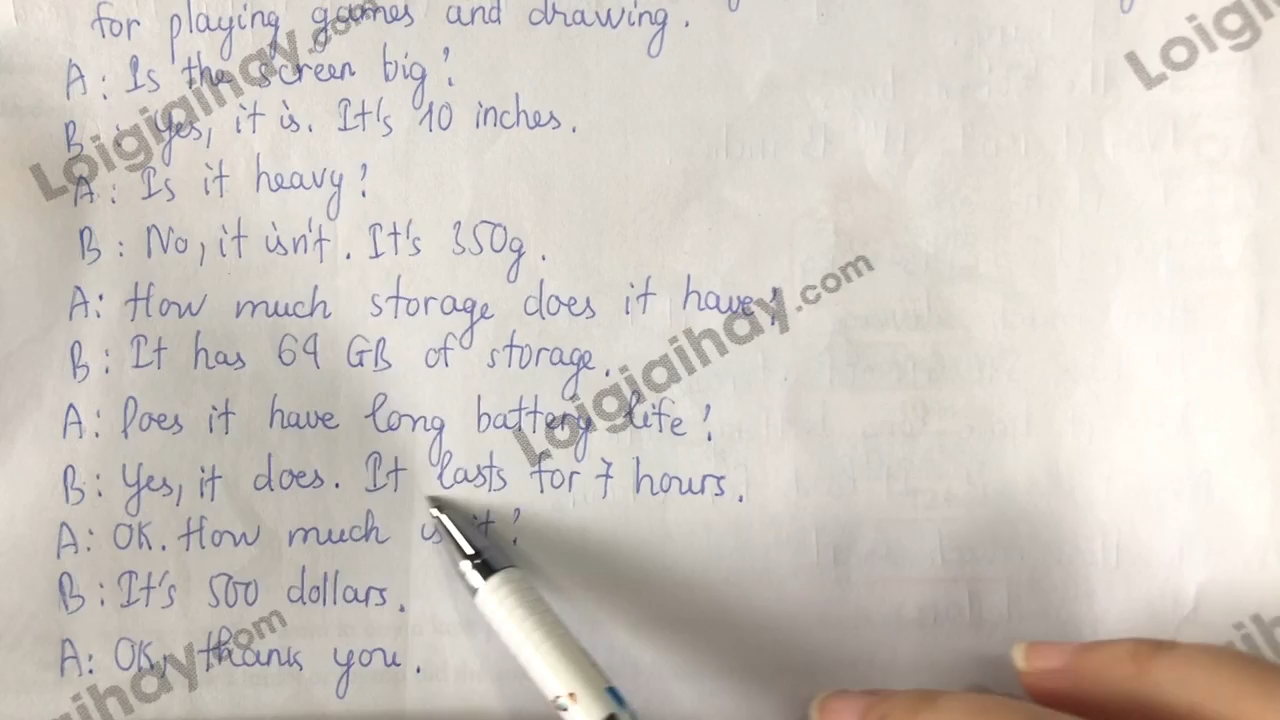 for playing games and drawing.
A: Is the screen big?
B: Yes, it is. It's 10 inches.
A: Is it heavy?
B: No, it isn't. It's 350g.
A: How much storage does it have?
B: It has 64 GB of storage.
A: Does it have long battery life?
B: Yes, it does. It lasts for 7 hours.
A: OK. How much is it?
B: It's 500 dollars.
A: OK, thank you.
Loigiaihay.com
Loigiaihay.com